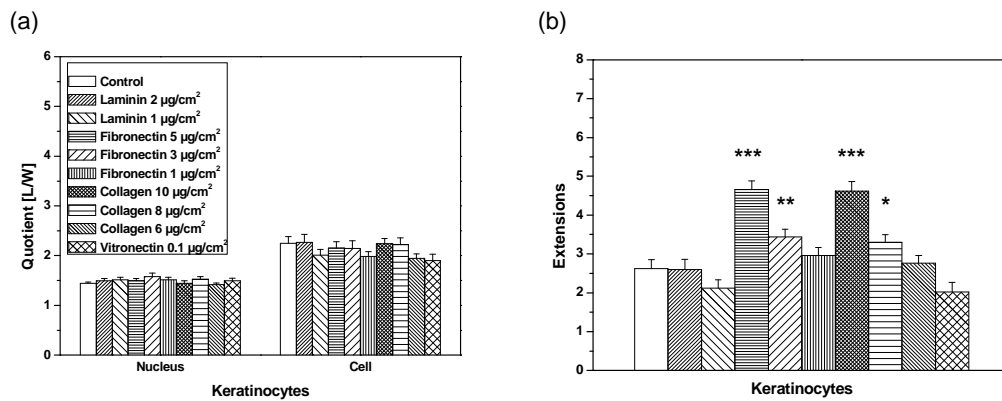 (a)
6
5
4
3
2
1
0
Quotient [L/W]
Control
Laminin 2 µg/cm²
Laminin 1 µg/cm²
Fibronectin 5 µg/cm²
Fibronectin 3 µg/cm²
Fibronectin 1 µg/cm²
Collagen 10 µg/cm²
Collagen 8 µg/cm²
Collagen 6 µg/cm²
Vitronectin 0.1 µg/cm²
Nucleus Cell
Keratinocytes
(b)
8
7
6
5
4
3
2
1
0
Extensions
*** ***
** *
Keratinocytes